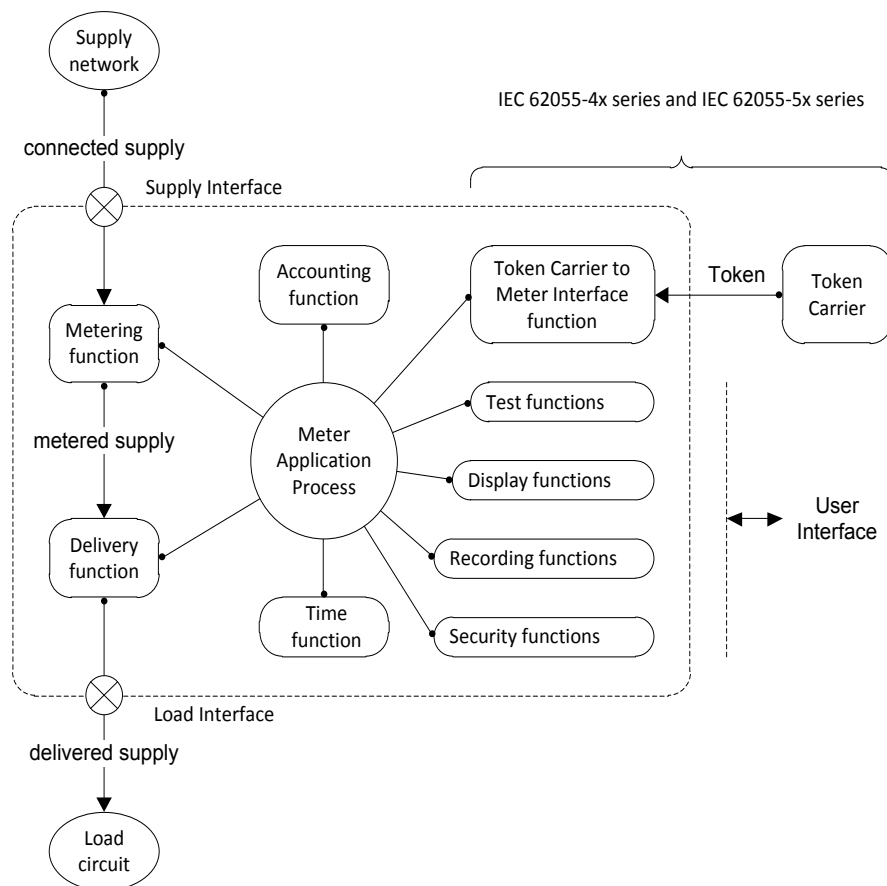 Supply
network
IEC 62055-4x series and IEC 62055-5x series
connected supply
Supply Interface
Accounting
function
Token Carrier to
Meter Interface
function
Token
Token
Carrier
Metering
function
Test functions
metered supply
Meter
Application
Process
Display functions
User
Interface
Delivery
function
Recording functions
Time
function
Security functions
Load Interface
delivered supply
Load
circuit